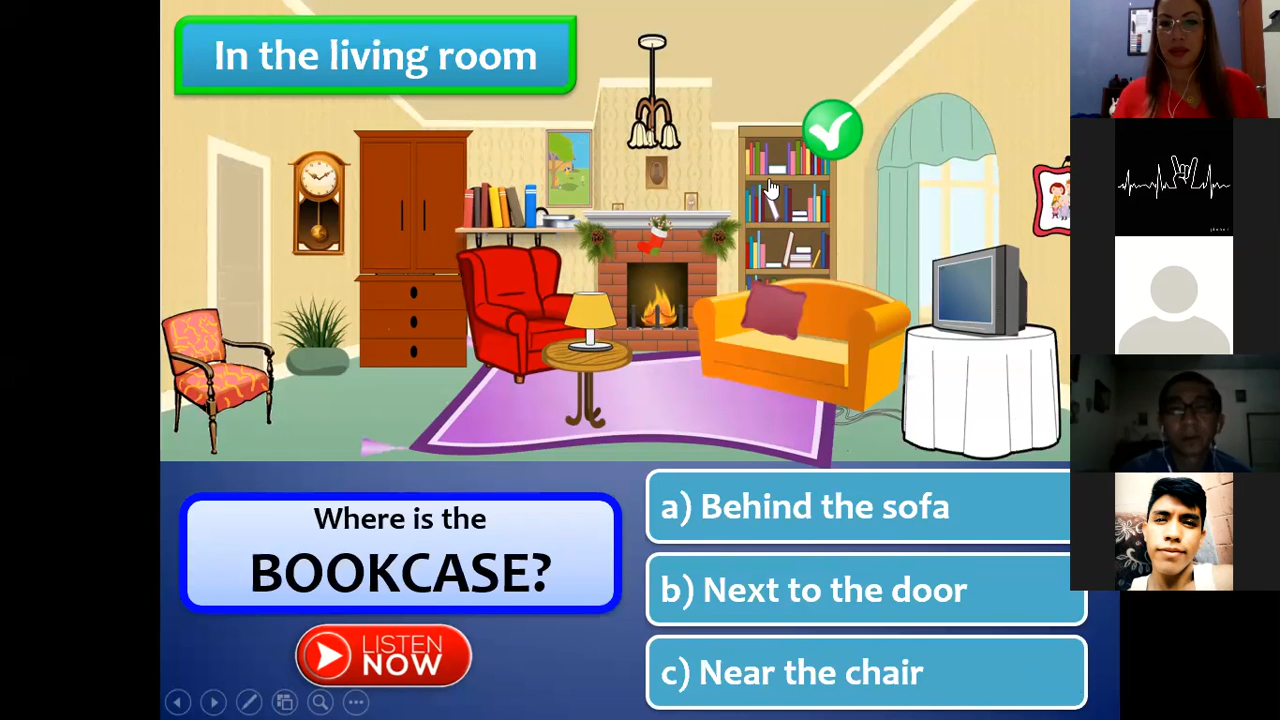 In the living room
Where is the
BOOKCASE?
LISTEN
NOW
a) Behind the sofa
b) Next to the door
c) Near the chair